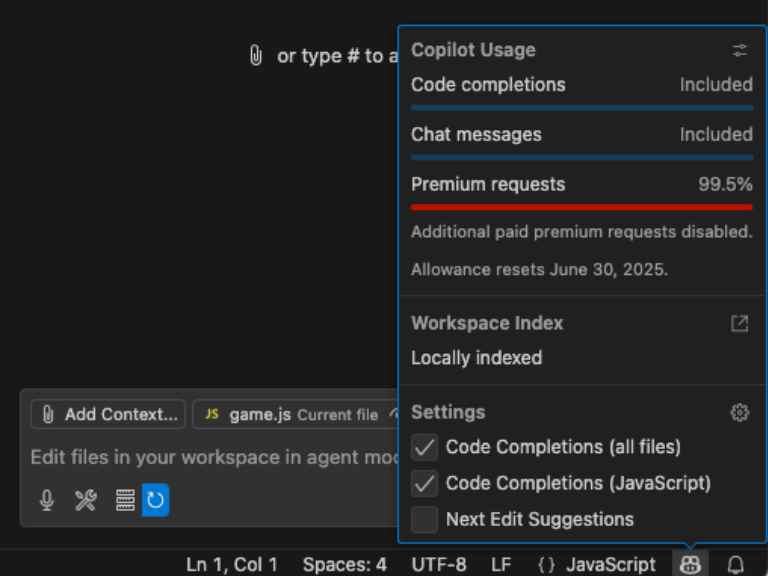 or type # to a
Copilot Usage
Code completions Included
Chat messages Included
Premium requests 99.5%
Additional paid premium requests disabled.
Allowance resets June 30, 2025.
Workspace Index
Locally indexed
Settings
Code Completions (all files)
Code Completions (JavaScript)
Next Edit Suggestions
Add Context...
JS game.js Current file
Edit files in your workspace in agent mo
Ln 1, Col 1 Spaces: 4 UTF-8 LF {} JavaScript